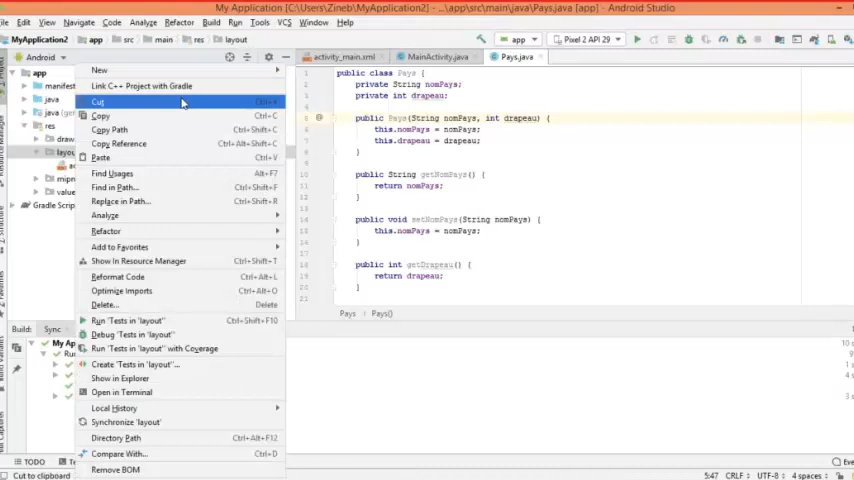 My Application [C:\Users\Zineb\MyApplication2] - ...\app\src\main\java\Pays.java [app] - Android Studio
File Edit View Navigate Code Analyze Refactor Build Run Tools VCS Window Help
MyApplication2 app src main res layout
app
Pixel 2 API 29
Android
activity_main.xml
MainActivity.java
Pays.java
app
java
res
Gradle Scrip
New
Link C++ Project with Gradle
Cut
Copy Ctrl+C
Copy Path Ctrl+Shift+C
Copy Reference Ctrl+Alt+Shift+C
Paste Ctrl+V
Find Usages Alt+F7
Find in Path... Ctrl+Shift+F
Replace in Path... Ctrl+Shift+R
Analyze
Refactor
Add to Favorites
Show In Resource Manager Ctrl+Shift+T
Reformat Code Ctrl+Alt+L
Optimize Imports Ctrl+Alt+O
Delete... Delete
Run 'Tests in 'layout'' Ctrl+Shift+F10
Debug 'Tests in 'layout''
Run 'Tests in 'layout'' with Coverage
Create 'Tests in 'layout''...
Show in Explorer
Open in Terminal
Local History
Synchronize 'layout'
Directory Path Ctrl+Alt+F12
Compare With... Ctrl+D
Remove BOM
public class Pays {
private String nomPays;
private int drapeau;
public Pays(String nomPays, int drapeau) {
this.nomPays = nomPays;
this.drapeau = drapeau;
}
public String getNomPays() {
return nomPays;
}
public void setNomPays(String nomPays) {
this.nomPays = nomPays;
}
public int getDrapeau() {
return drapeau;
}
Pays Pays()
Build: Sync
My Ap
TODO
Cut to clipboard
5:47 CRLF UTF-8 4 spaces